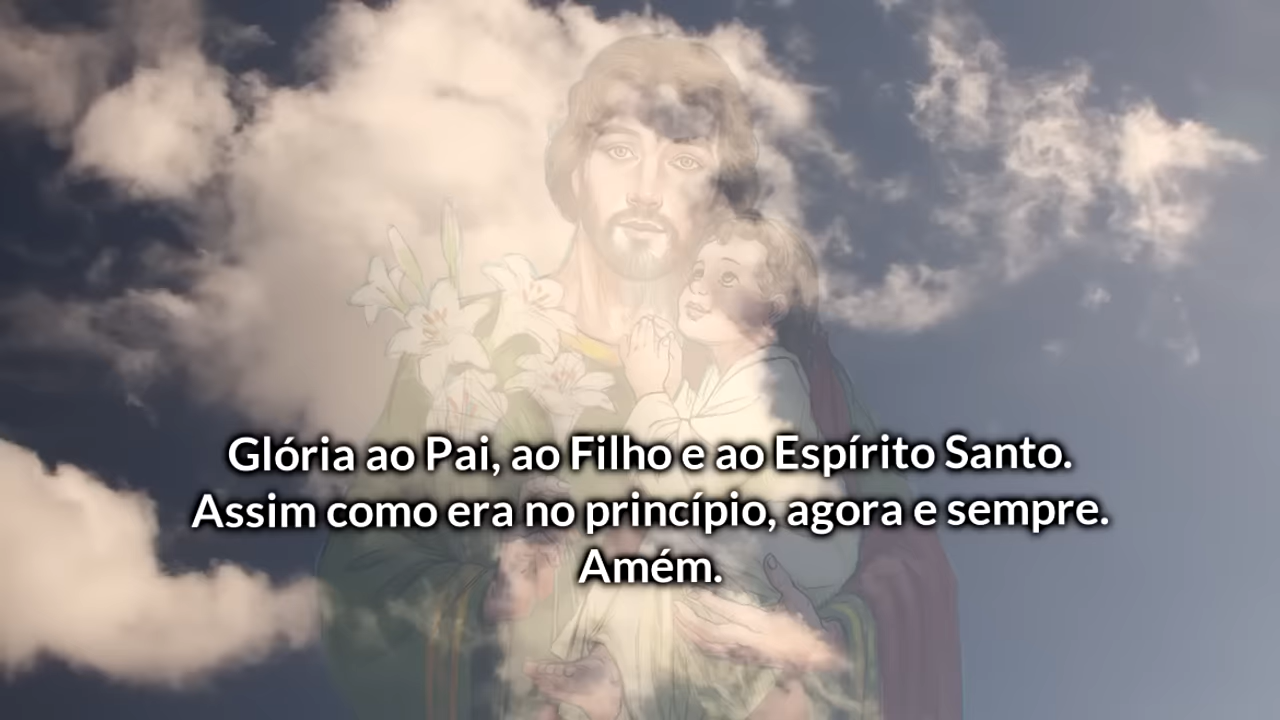 Glória ao Pai, ao Filho e ao Espírito Santo.
Assim como era no princípio, agora e sempre.
Amém.